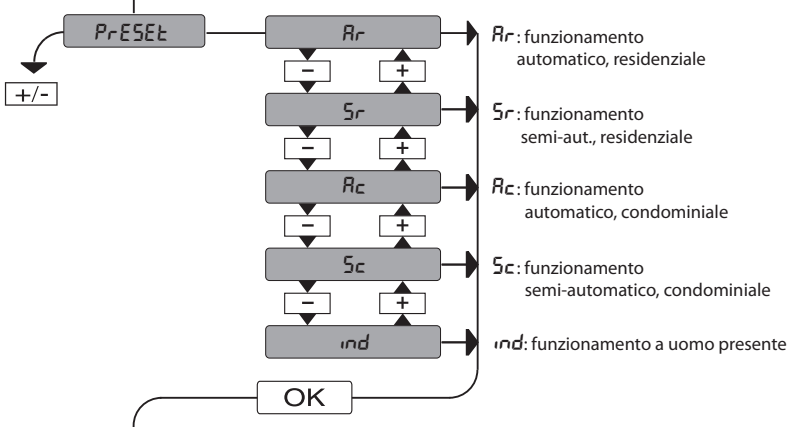 PrESEt
+/-
Ar
Ar: funzionamento
automatico, residenziale
- +
Sr
Sr: funzionamento
semi-aut., residenziale
- +
Ac
Ac: funzionamento
automatico, condominiale
- +
Sc
Sc: funzionamento
semi-automatico, condominiale
- +
ind
ind: funzionamento a uomo presente
OK